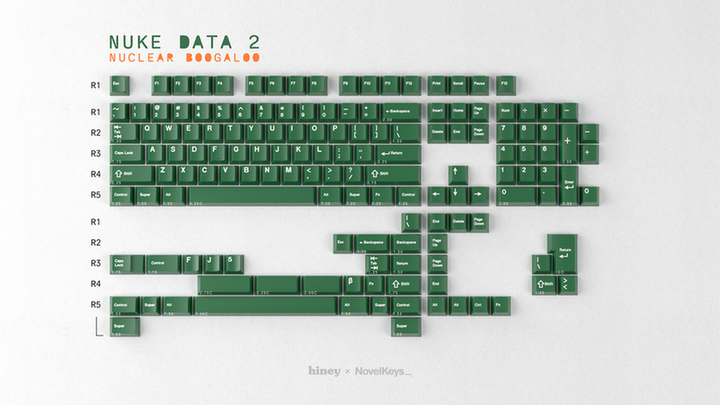 NUKE DATA 2
NUCLEAR BOOGALOO
R1 Esc F1 F2 F3 F4 F5 F6 F7 F8 F9 F10 F11 F12 Print Scroll Pause F13
R1 ~ ` ! 1 @ 2 # 3 $ 4 % 5 ^ 6 & 7 * 8 ( 9 ) 0 _ - + = ←Backspace Insert Home Page Up Num ÷ × −
R2 Tab Q W E R T Y U I O P { [ } ] | \ Delete End Page Down 7 8 9 + −
R3 Caps Lock A S D F G H J K L : ; " ' Return 4 5 6 +
R4 Shift Z X C V B N M < , > . ? / Shift ↑ 1 2 3 Enter
R5 Control Super Alt Alt Super Fn Control ← ↓ → 0 . 0
R1 | \ End Delete Page Down
R2 Esc ←Backspace Backspace Page Up Return
R3 Caps Lock Control F J 5 Tab Return Page Down | \
R4 β Fn Shift End Shift > <
R5 Control Super Alt Alt Super Control Alt Alt Ctrl Fn
Super Super
hiney × NovelKeys_